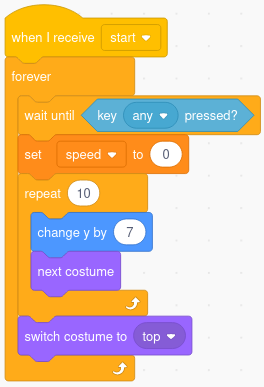 when I receive start
forever
wait until key any pressed?
set speed to 0
repeat 10
change y by 7
next costume
switch costume to top